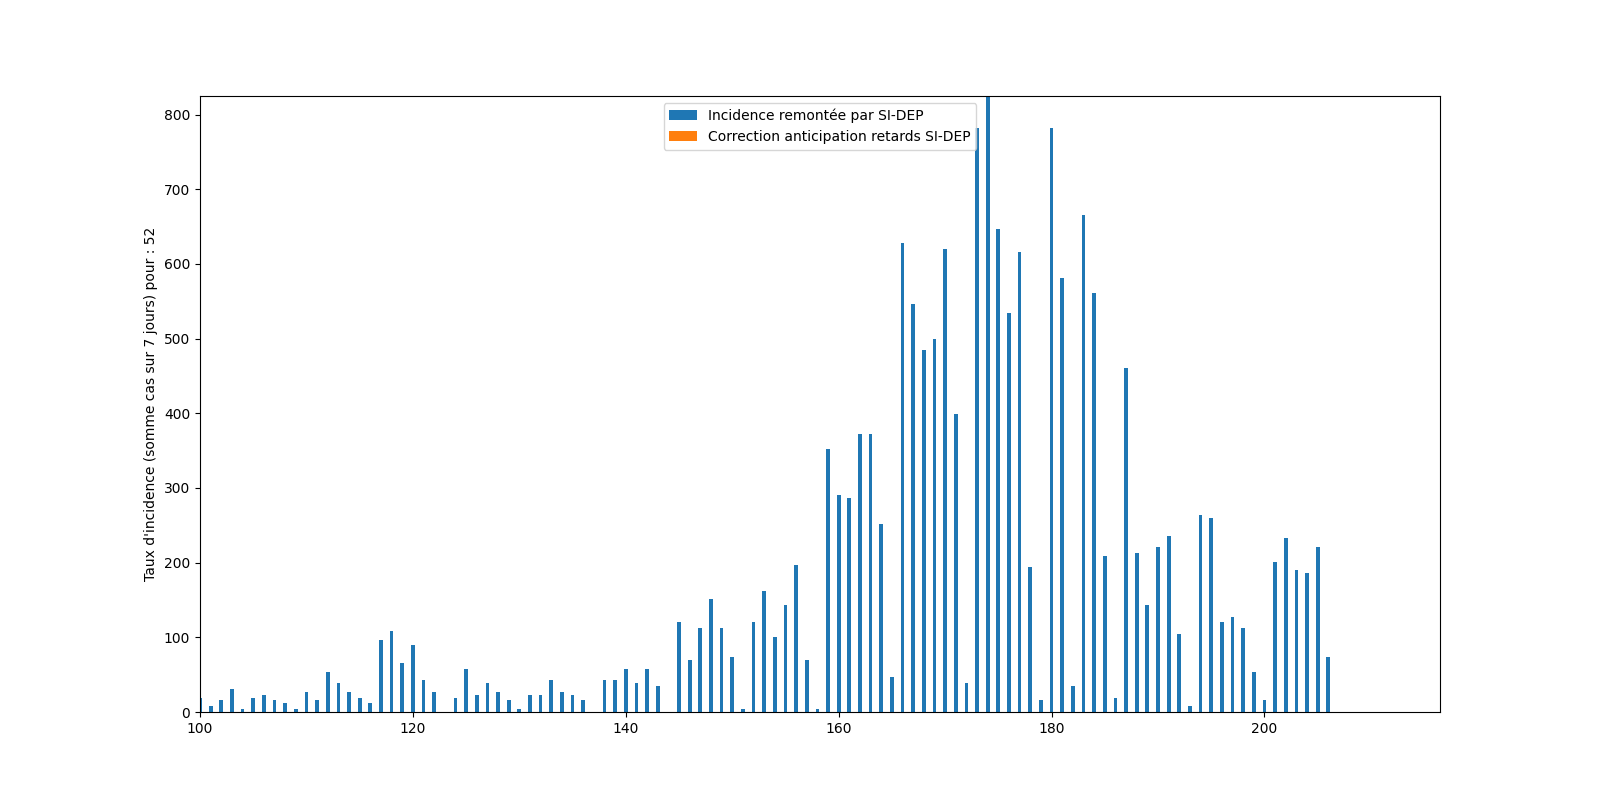 Incidence remontée par SI-DEP
Correction anticipation retards SI-DEP
Taux d'incidence (somme cas sur 7 jours) pour : 52
800
700
600
500
400
300
200
100
0
100 120 140 160 180 200